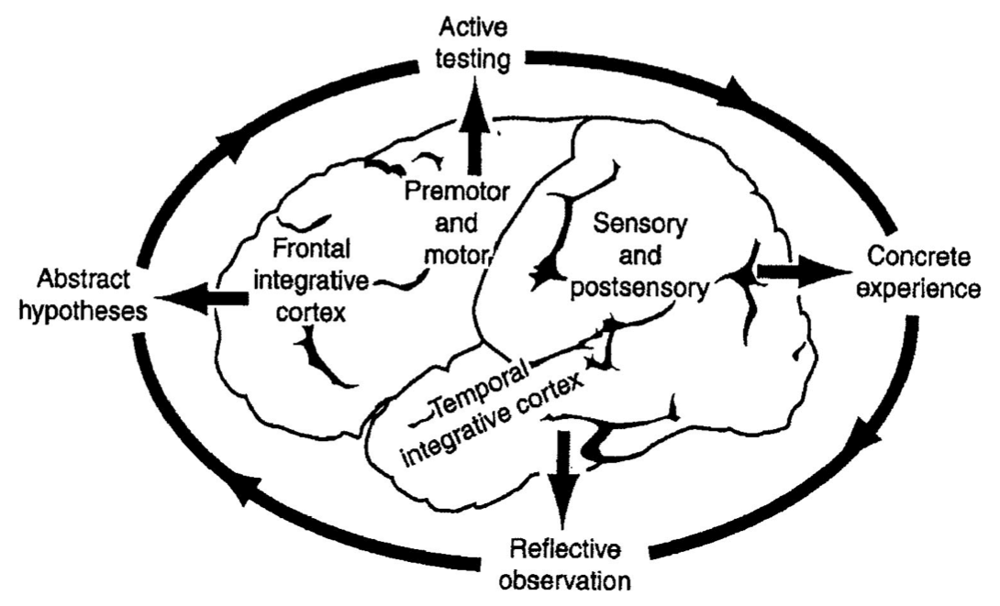 Active
testing
Premotor
and
motor
Sensory
and
postsensory
Frontal
integrative
cortex
Abstract
hypotheses
Concrete
experience
Temporal
integrative cortex
Reflective
observation